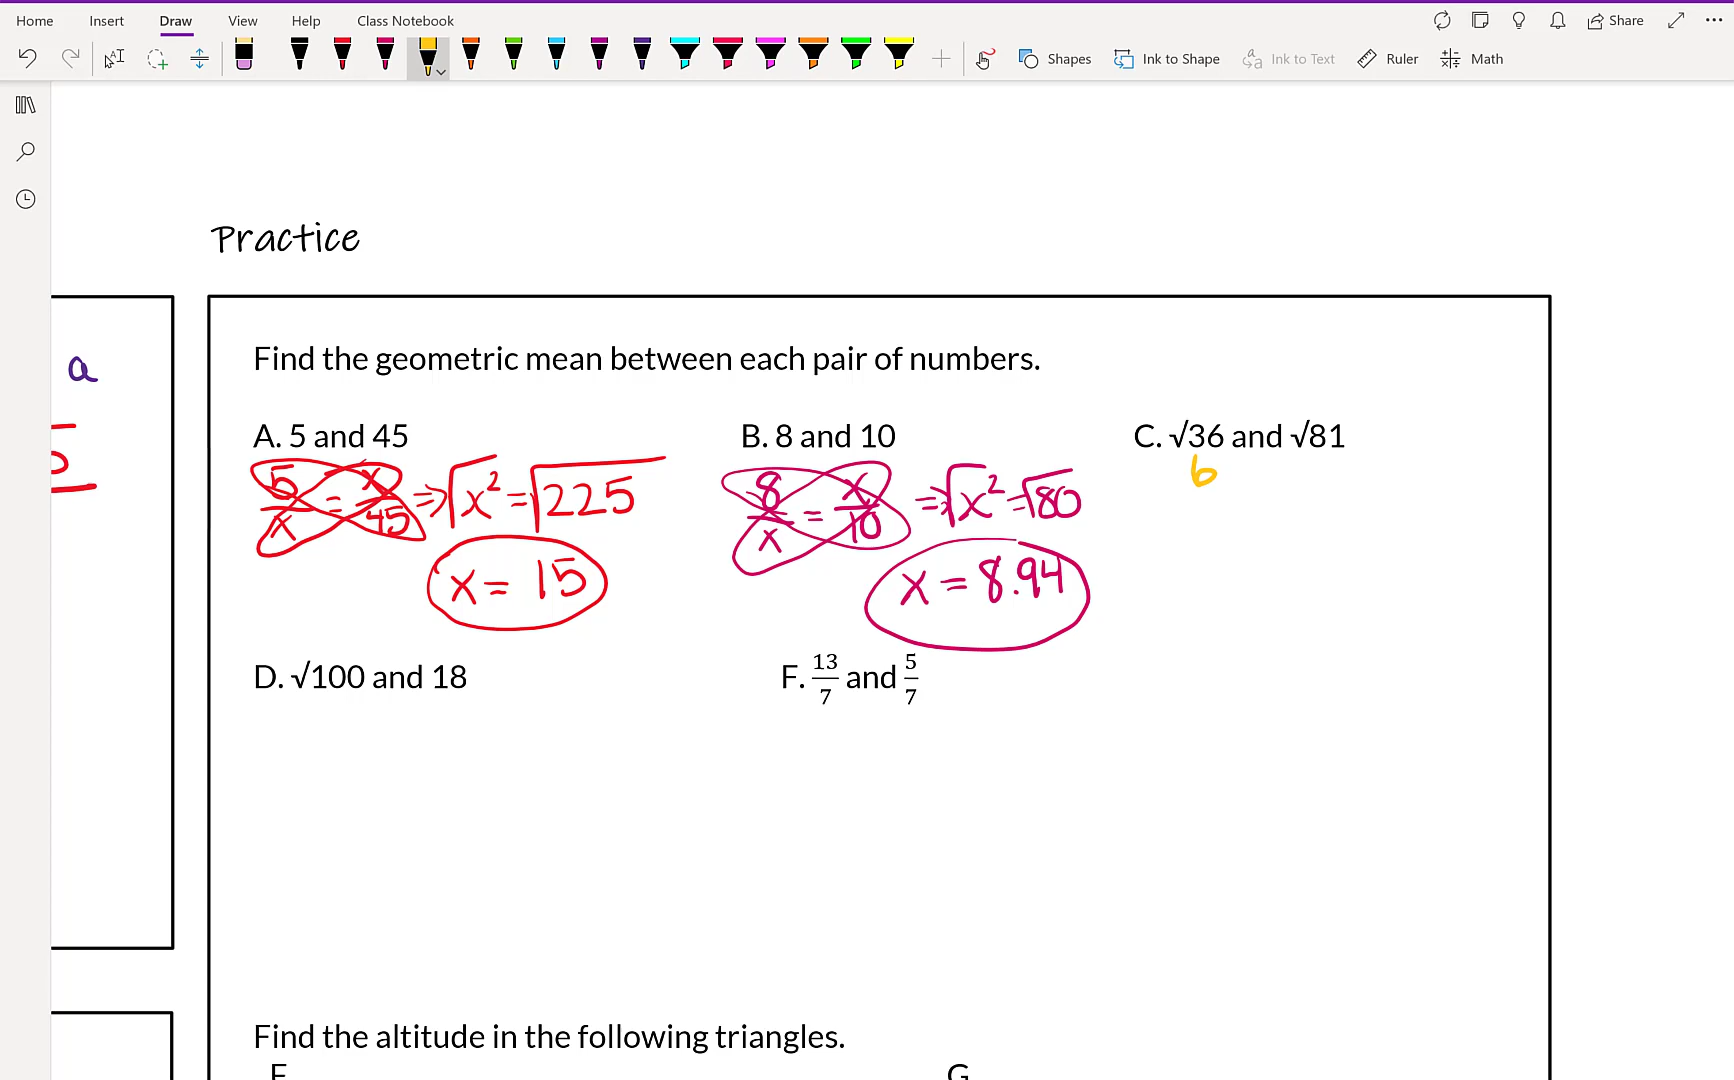 Home Insert Draw View Help Class Notebook Share
Shapes Ink to Shape Ink to Text Ruler Math
Practice
a
5
Find the geometric mean between each pair of numbers.
A. 5 and 45 B. 8 and 10 C. √36 and √81
5/x = x/45 ⇒ √x² = √225 8/x = x/10 ⇒ √x² = √80 6
x = 15 x = 8.94
D. √100 and 18 F. 13/7 and 5/7
Find the altitude in the following triangles.